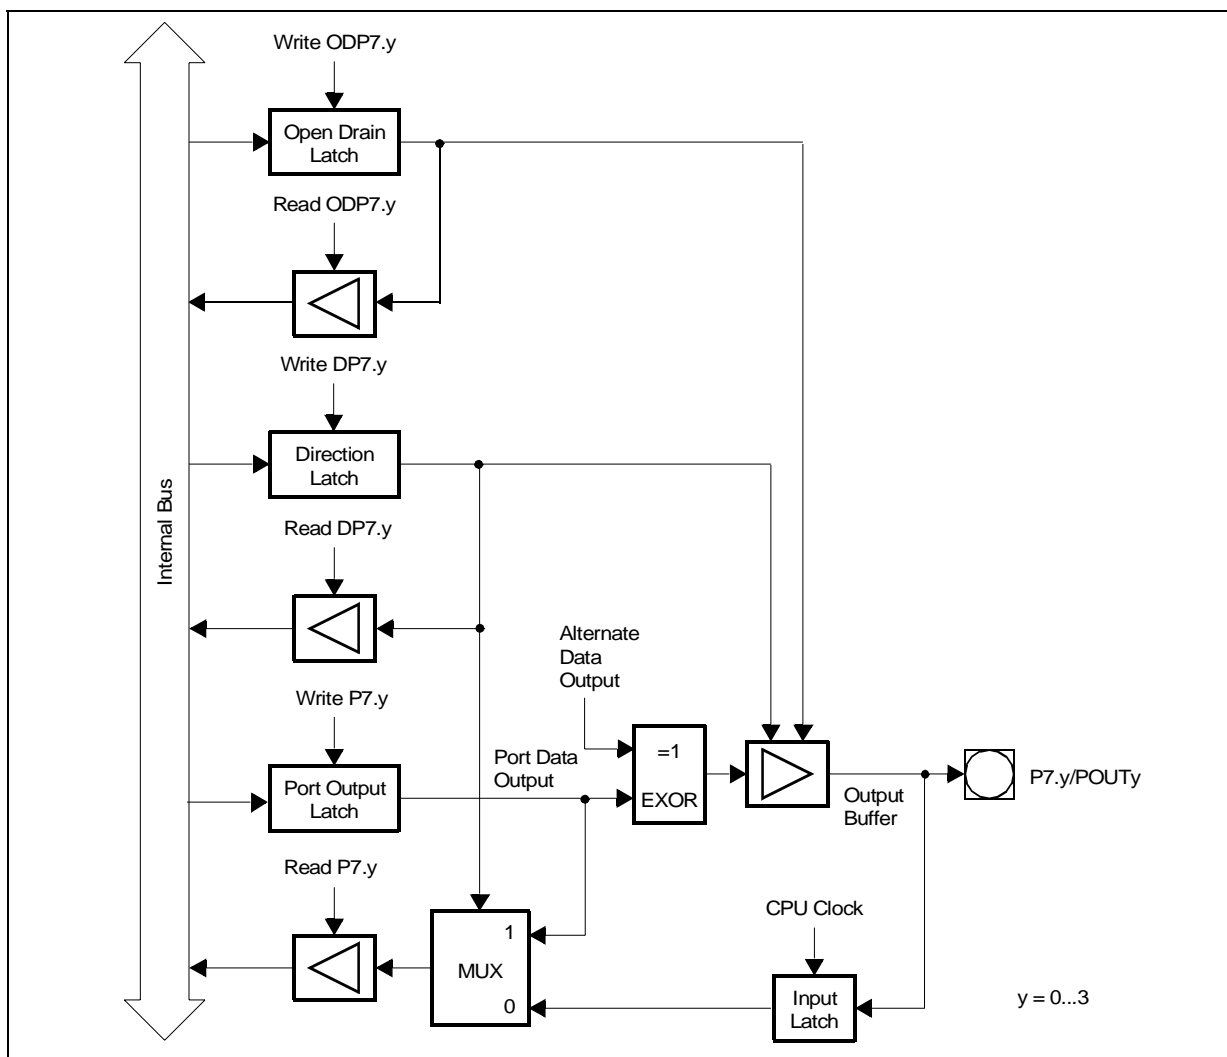 Write ODP7.y
Open Drain
Latch
Read ODP7.y
Write DP7.y
Direction
Latch
Internal Bus
Read DP7.y
Alternate
Data
Output
Write P7.y
=1
EXOR
Port Data
Output
Port Output
Latch
P7.y/POUTy
Output
Buffer
Read P7.y
CPU Clock
1
MUX
0
Input
Latch
y = 0...3